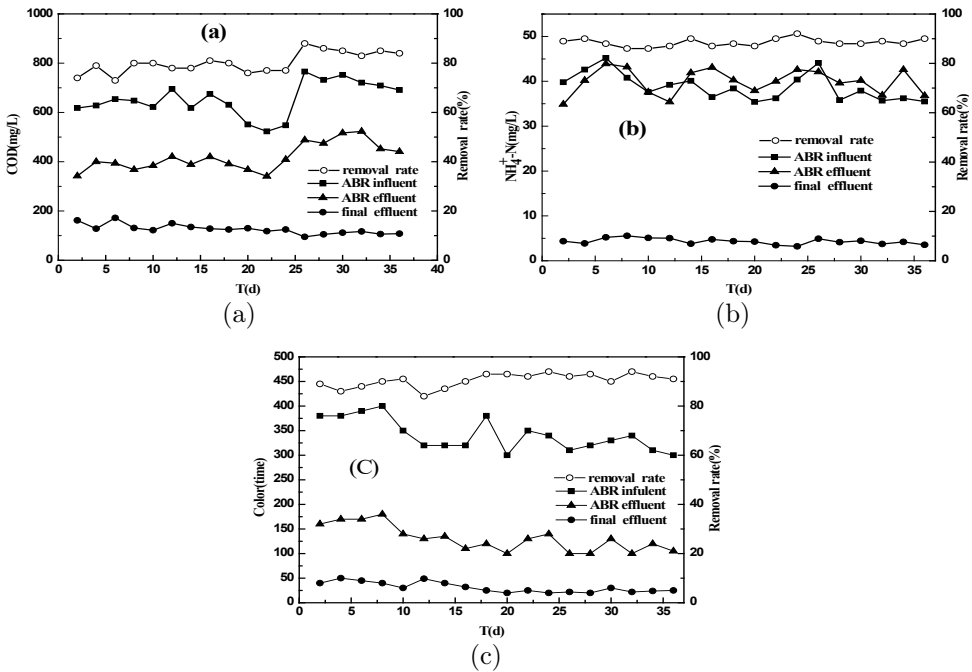 1000
800
600
400
200
0
COD(mg/L)
(a)
removal rate
ABR influent
ABR effluent
final effluent
100
80
60
40
20
0
Removal rate(%)
0 5 10 15 20 25 30 35 40
T(d)
(a)
50
45
40
35
30
25
20
15
10
5
0
NH4+-N(mg/L)
(b)
removal rate
ABR influent
ABR effluent
final effluent
100
80
60
40
20
0
Removal rate(%)
0 5 10 15 20 25 30 35
T(d)
(b)
500
450
400
350
300
250
200
150
100
50
0
Color(time)
(C)
removal rate
ABR infulent
ABR effluent
final effluent
100
80
60
40
20
0
Removal rate(%)
0 5 10 15 20 25 30 35
T(d)
(c)